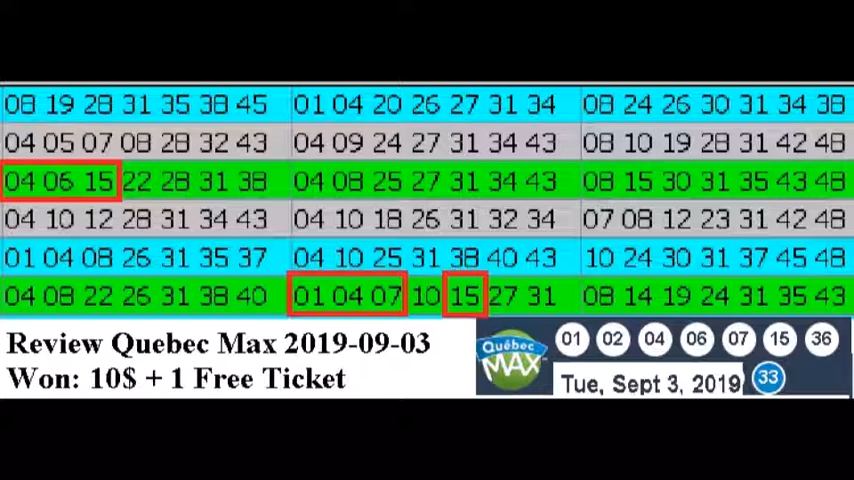 08 19 28 31 35 38 45 01 04 20 26 27 31 34 08 24 26 30 31 34 38
04 05 07 08 28 32 43 04 09 24 27 31 34 43 08 10 19 28 31 42 48
04 06 15 22 28 31 38 04 08 25 27 31 34 43 08 15 30 31 35 43 48
04 10 12 28 31 34 43 04 10 18 26 31 32 34 07 08 12 23 31 42 48
01 04 08 26 31 35 37 04 10 25 31 38 40 43 10 24 30 31 37 45 48
04 08 22 26 31 38 40 01 04 07 10 15 27 31 08 14 19 24 31 35 43
Review Quebec Max 2019-09-03
Won: 10$ + 1 Free Ticket
Québec
MAX
01 02 04 06 07 15 36
Tue, Sept 3, 2019 33